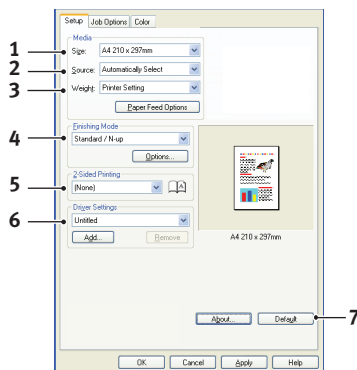 Setup Job Options Color
Media
1 Size: A4 210 x 297mm
2 Source: Automatically Select
3 Weight: Printer Setting
Paper Feed Options
4 Finishing Mode
Standard / N-up
Options...
5 2-Sided Printing
(None)
A
6 Driver Settings
Untitled
Add... Remove
A4 210 x 297mm
About... Default 7
OK Cancel Apply Help